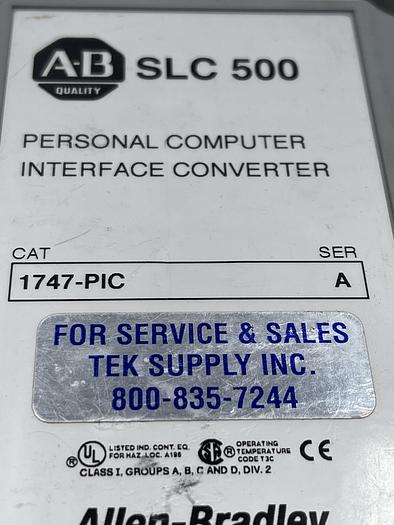 A-B
QUALITY
SLC 500
PERSONAL COMPUTER
INTERFACE CONVERTER
CAT SER
1747-PIC A
FOR SERVICE & SALES
TEK SUPPLY INC.
800-835-7244
UL ® LISTED IND. CONT. EQ.
FOR HAZ. LOC. A196
SA ® OPERATING
TEMPERATURE
CODE T3C
CE
CLASS I, GROUPS A, B, C AND D, DIV. 2
Allen-Bradley